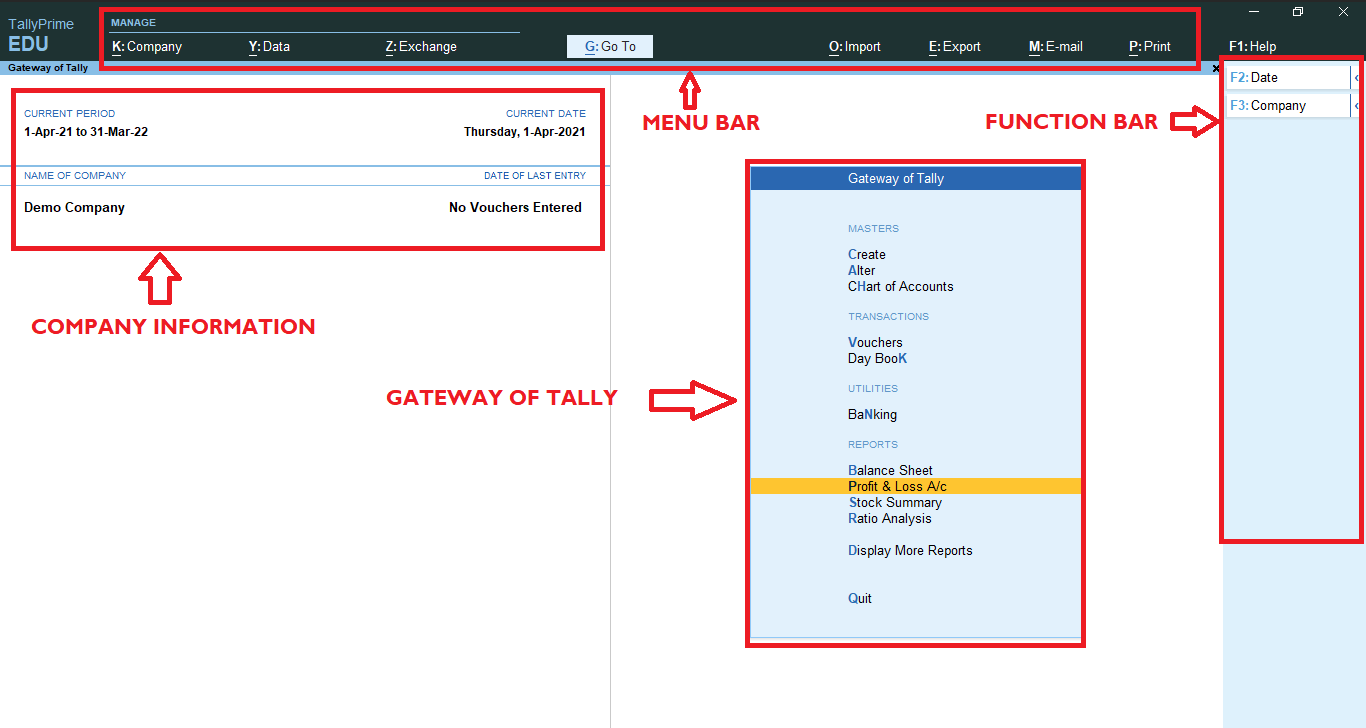 TallyPrime
EDU
MANAGE
K: Company Y: Data Z: Exchange G: Go To O: Import E: Export M: E-mail P: Print F1: Help
Gateway of Tally
F2: Date
F3: Company
MENU BAR
FUNCTION BAR
CURRENT PERIOD CURRENT DATE
1-Apr-21 to 31-Mar-22 Thursday, 1-Apr-2021
NAME OF COMPANY DATE OF LAST ENTRY
Demo Company No Vouchers Entered
COMPANY INFORMATION
GATEWAY OF TALLY
Gateway of Tally
MASTERS
Create
Alter
CHart of Accounts
TRANSACTIONS
Vouchers
Day BooK
UTILITIES
BaNking
REPORTS
Balance Sheet
Profit & Loss A/c
Stock Summary
Ratio Analysis
Display More Reports
Quit